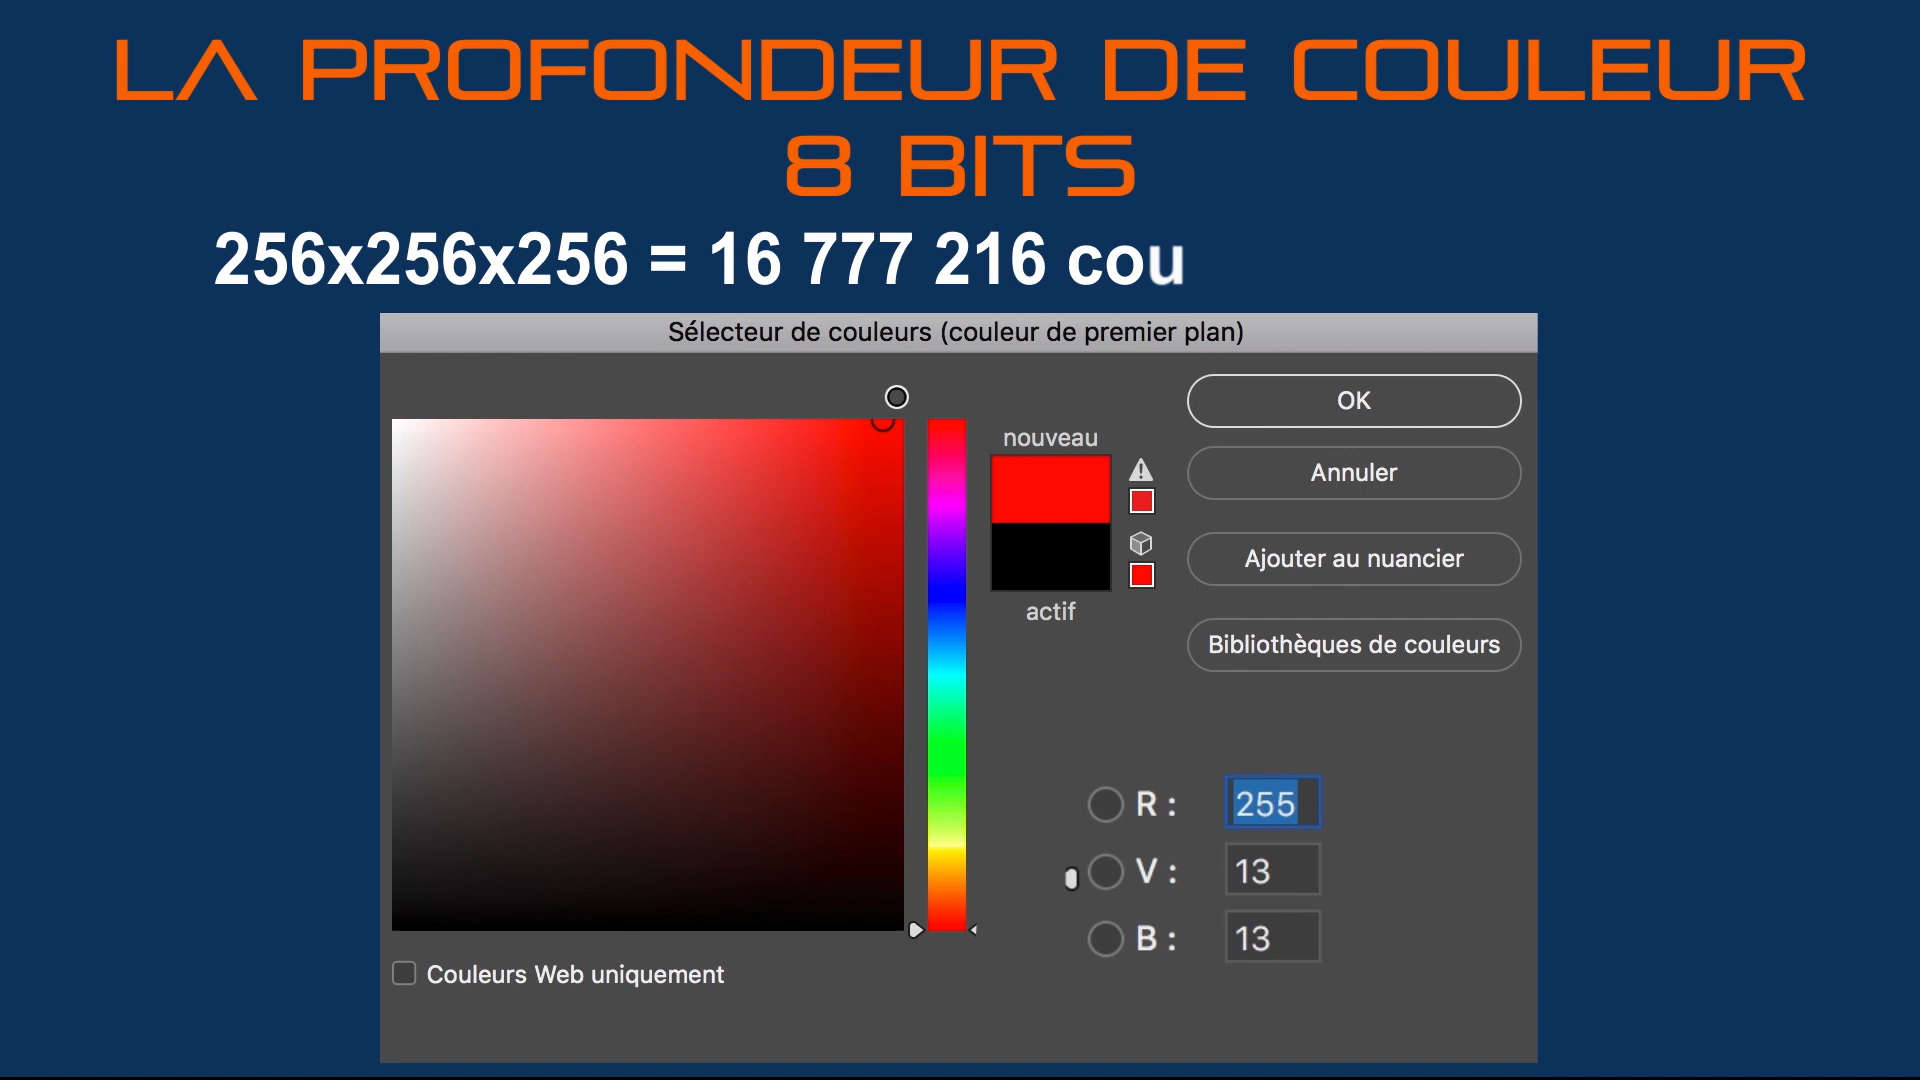 LA PROFONDEUR DE COULEUR
8 BITS
256x256x256 = 16 777 216 cou
Sélecteur de couleurs (couleur de premier plan)
OK
nouveau
Annuler
Ajouter au nuancier
actif
Bibliothèques de couleurs
R : 255
V : 13
B : 13
Couleurs Web uniquement